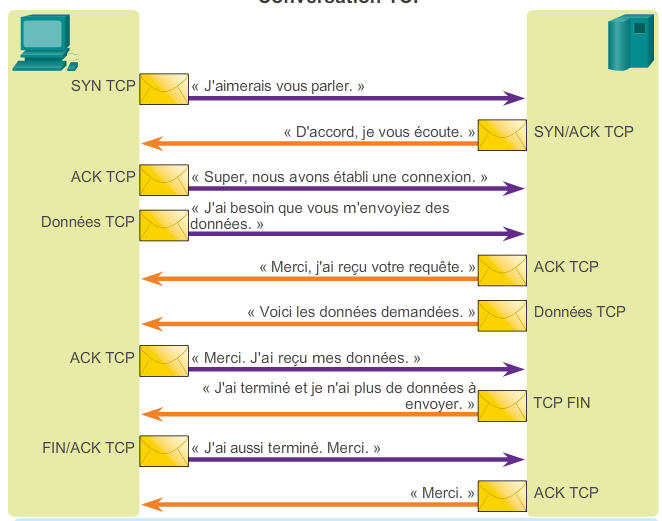 Conversation TCP
SYN TCP
« J'aimerais vous parler. »
« D'accord, je vous écoute. »
SYN/ACK TCP
ACK TCP
« Super, nous avons établi une connexion. »
Données TCP
« J'ai besoin que vous m'envoyiez des
données. »
« Merci, j'ai reçu votre requête. »
ACK TCP
« Voici les données demandées. »
Données TCP
ACK TCP
« Merci. J'ai reçu mes données. »
« J'ai terminé et je n'ai plus de données à
envoyer. »
TCP FIN
FIN/ACK TCP
« J'ai aussi terminé. Merci. »
« Merci. »
ACK TCP